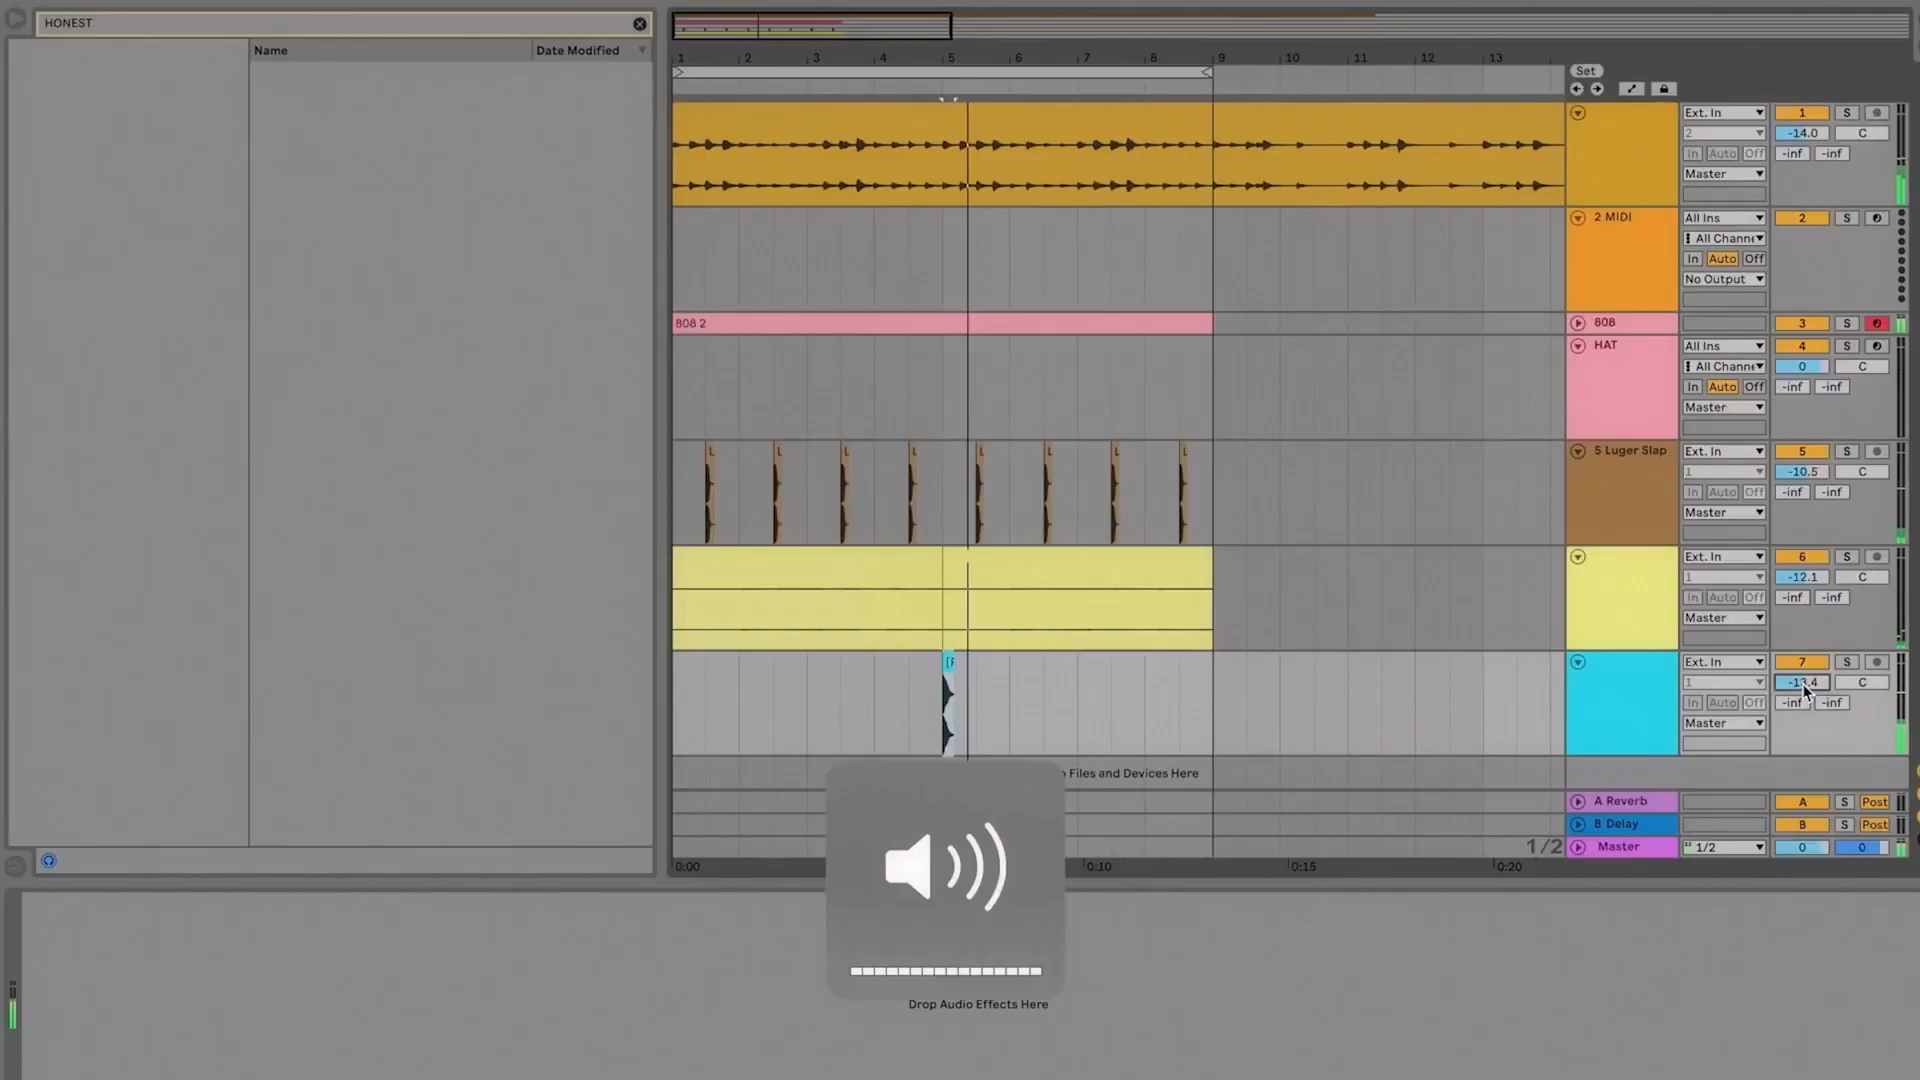 HONEST
Name Date Modified
1 2 3 4 5 6 7 8 9 10 11 12 13
Set
Ext. In 1 S
2 -14.0 C
In Auto Off -inf -inf
Master
2 MIDI All Ins 2 S
All Channe
In Auto Off
No Output
808 2 808 3 S
HAT All Ins 4 S
All Channe 0 C
In Auto Off -inf -inf
Master
L L L L L L L L 5 Luger Slap Ext. In 5 S
1 -10.5 C
In Auto Off -inf -inf
Master
Ext. In 6 S
1 -12.1 C
In Auto Off -inf -inf
Master
Ext. In 7 S
1 C
In Auto Off -inf -inf
Master
Files and Devices Here
A Reverb A S Post
B Delay B S Post
1/2 Master 1/2 0 0
0:00 0:10 0:15 0:20
Drop Audio Effects Here